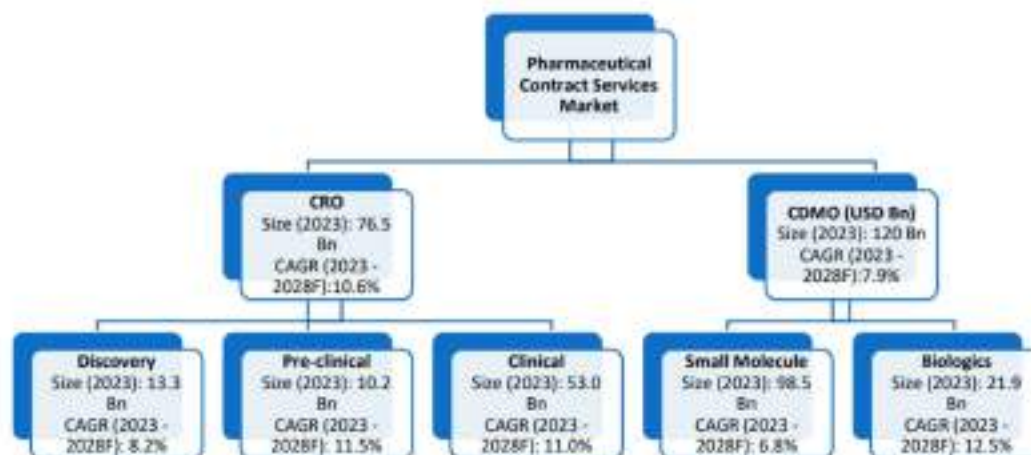 Pharmaceutical
Contract Services
Market
CRO
Size (2023): 76.5
Bn
CAGR (2023 -
2028F):10.6%
CDMO (USD Bn)
Size (2023): 120 Bn
CAGR (2023 -
2028F):7.9%
Discovery
Size (2023): 13.3
Bn
CAGR (2023 -
2028F): 8.2%
Pre-clinical
Size (2023): 10.2
Bn
CAGR (2023 -
2028F): 11.5%
Clinical
Size (2023): 53.0
Bn
CAGR (2023 -
2028F): 11.0%
Small Molecule
Size (2023): 98.5
Bn
CAGR (2023 -
2028F): 6.8%
Biologics
Size (2023): 21.9
Bn
CAGR (2023 -
2028F): 12.5%